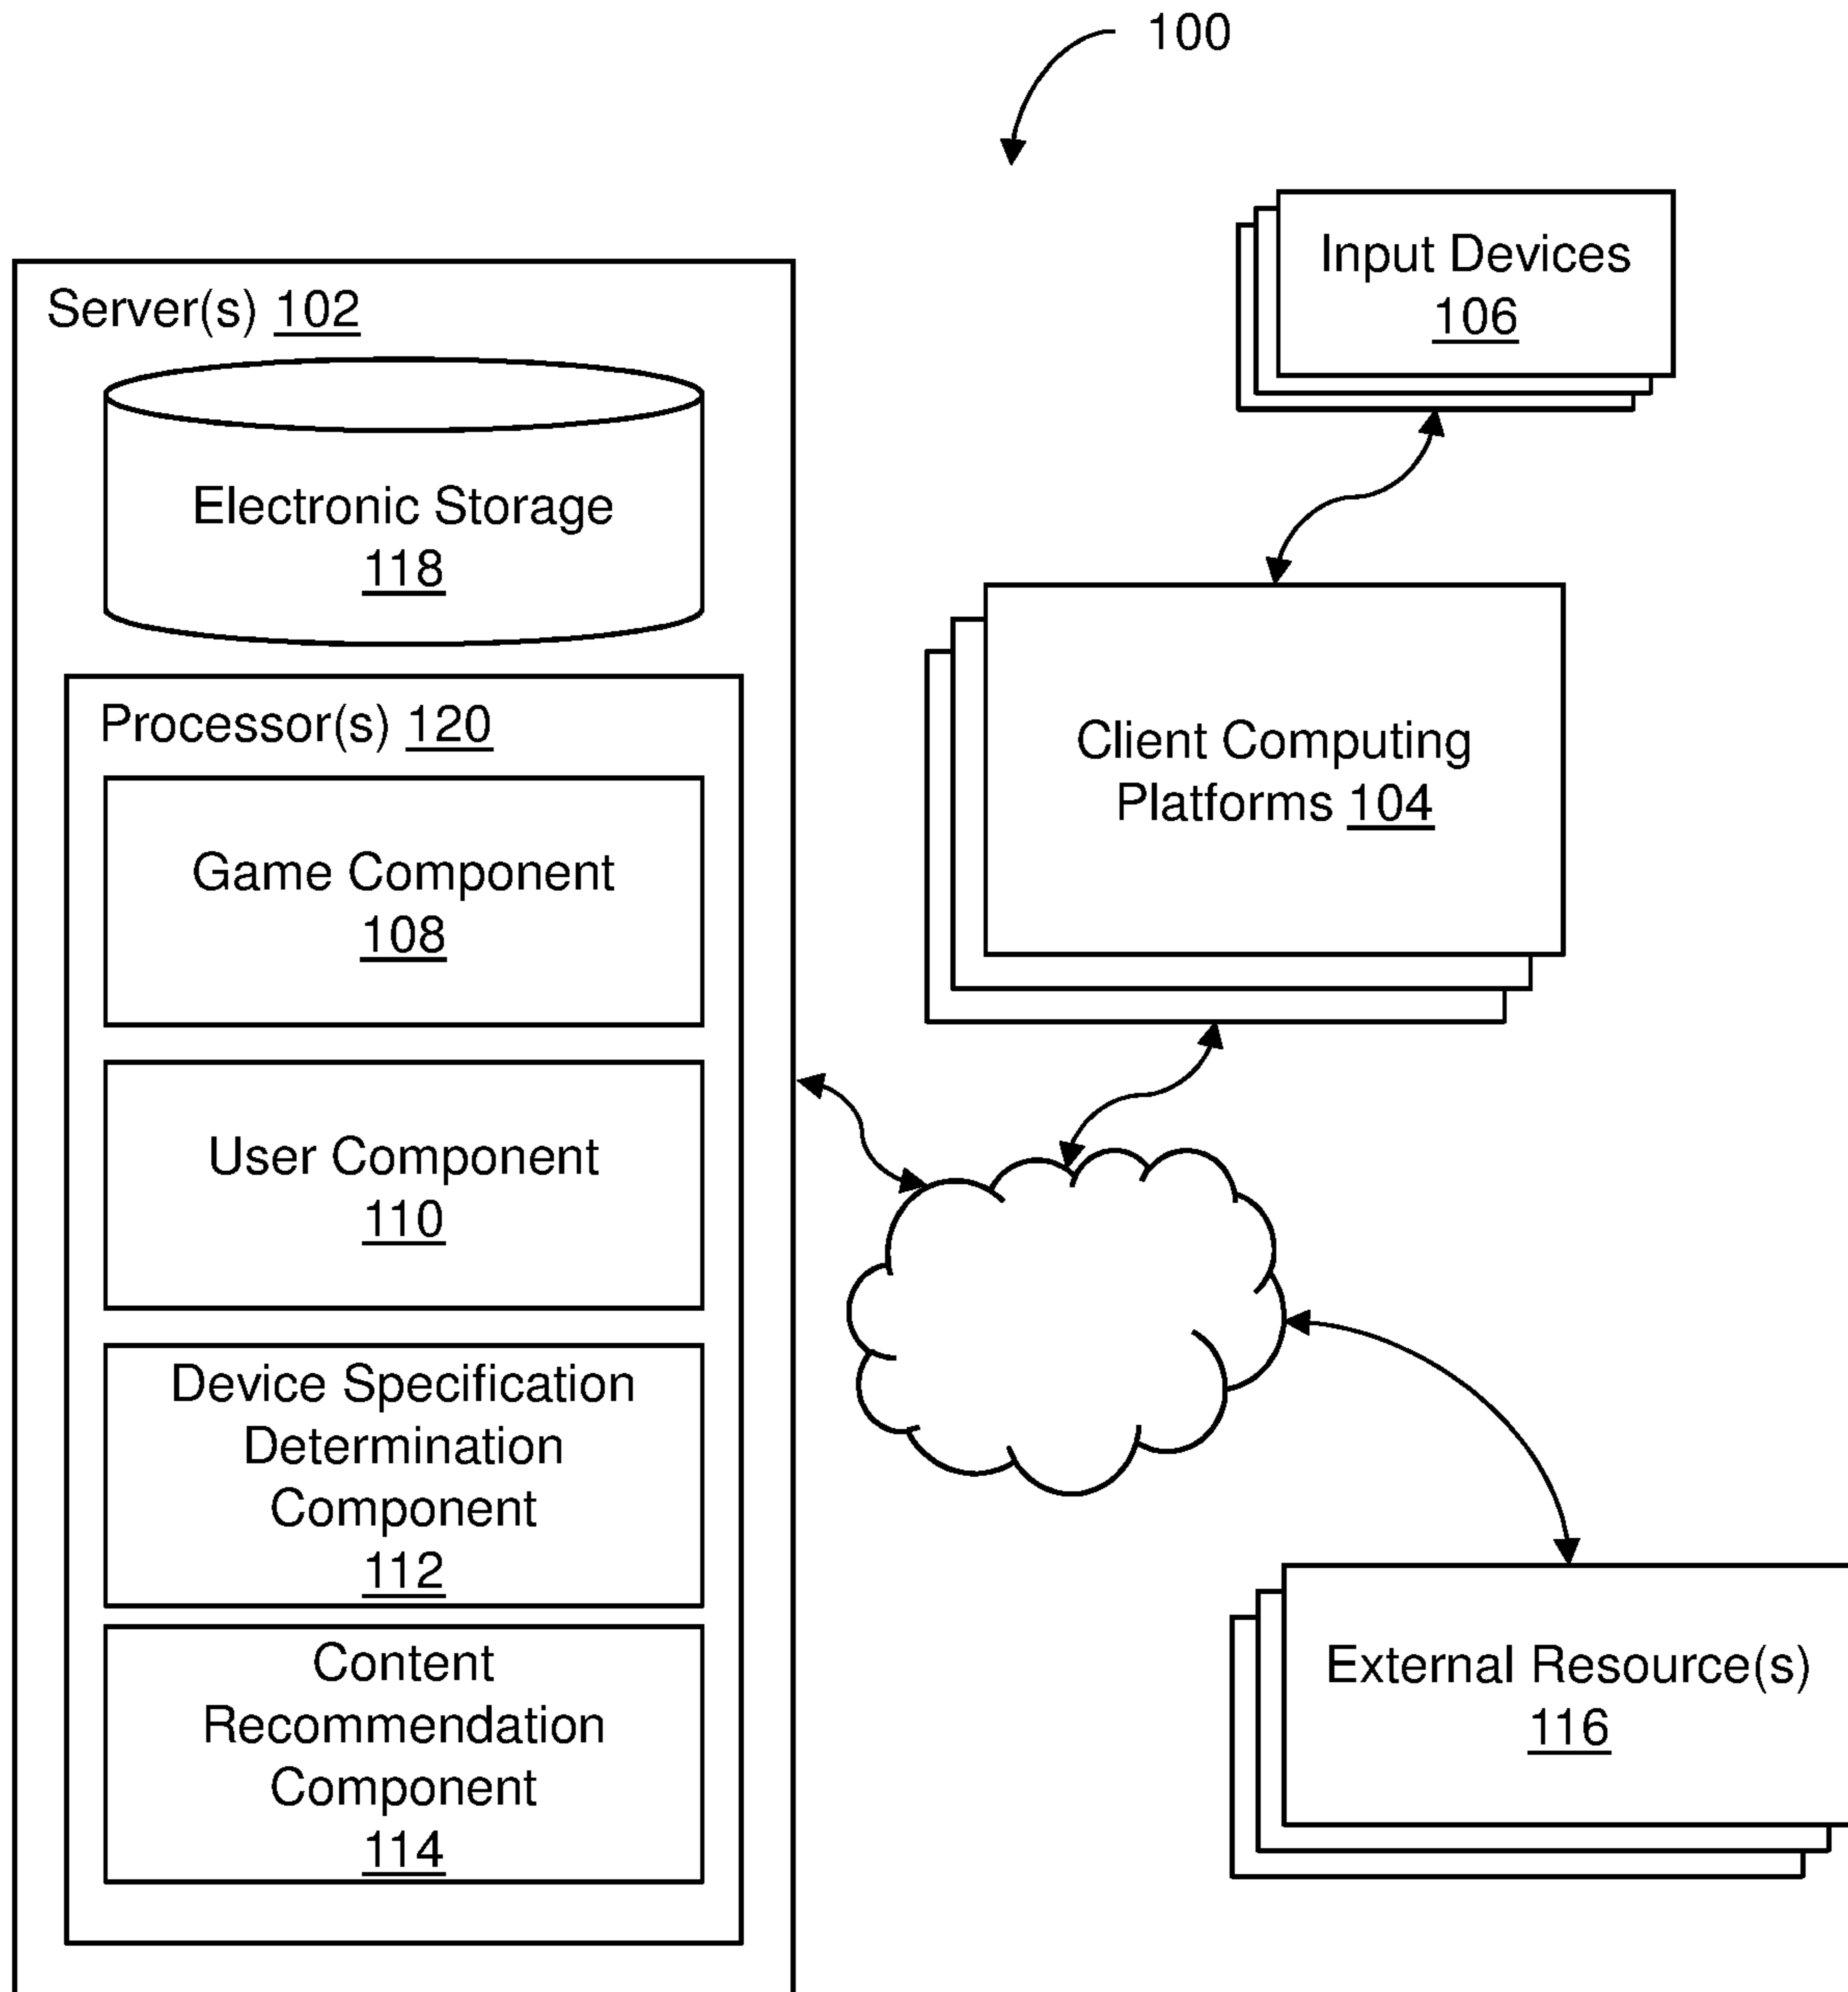 100
Input Devices
106
Server(s) 102
Electronic Storage
118
Processor(s) 120
Client Computing
Platforms 104
Game Component
108
User Component
110
Device Specification
Determination
Component
112
Content
Recommendation
Component
114
External Resource(s)
116